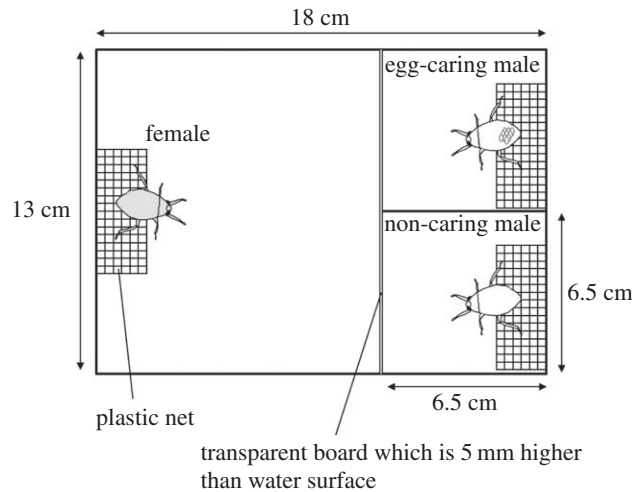 18 cm
egg-caring male
female
13 cm
non-caring male
6.5 cm
6.5 cm
plastic net
transparent board which is 5 mm higher
than water surface